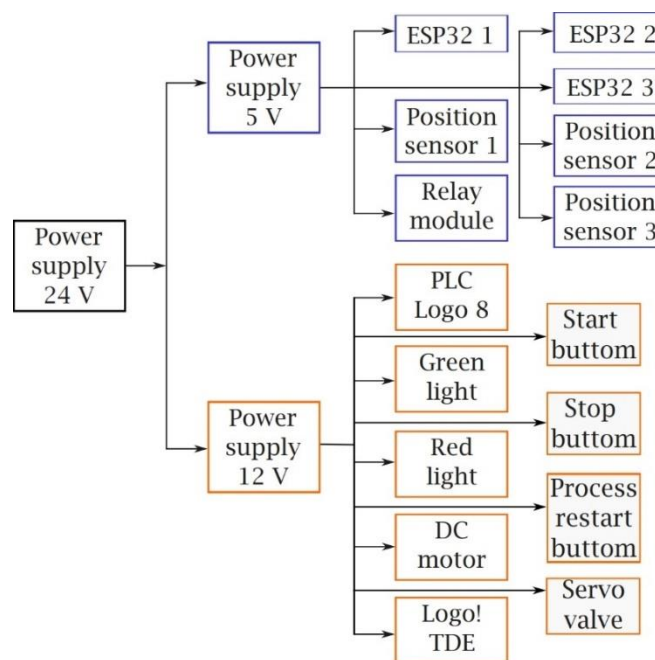 Power
supply
24 V
Power
supply
5 V
ESP32 1
Position
sensor 1
Relay
module
ESP32 2
ESP32 3
Position
sensor 2
Position
sensor 3
Power
supply
12 V
PLC
Logo 8
Green
light
Red
light
DC
motor
Logo!
TDE
Start
buttom
Stop
buttom
Process
restart
buttom
Servo
valve